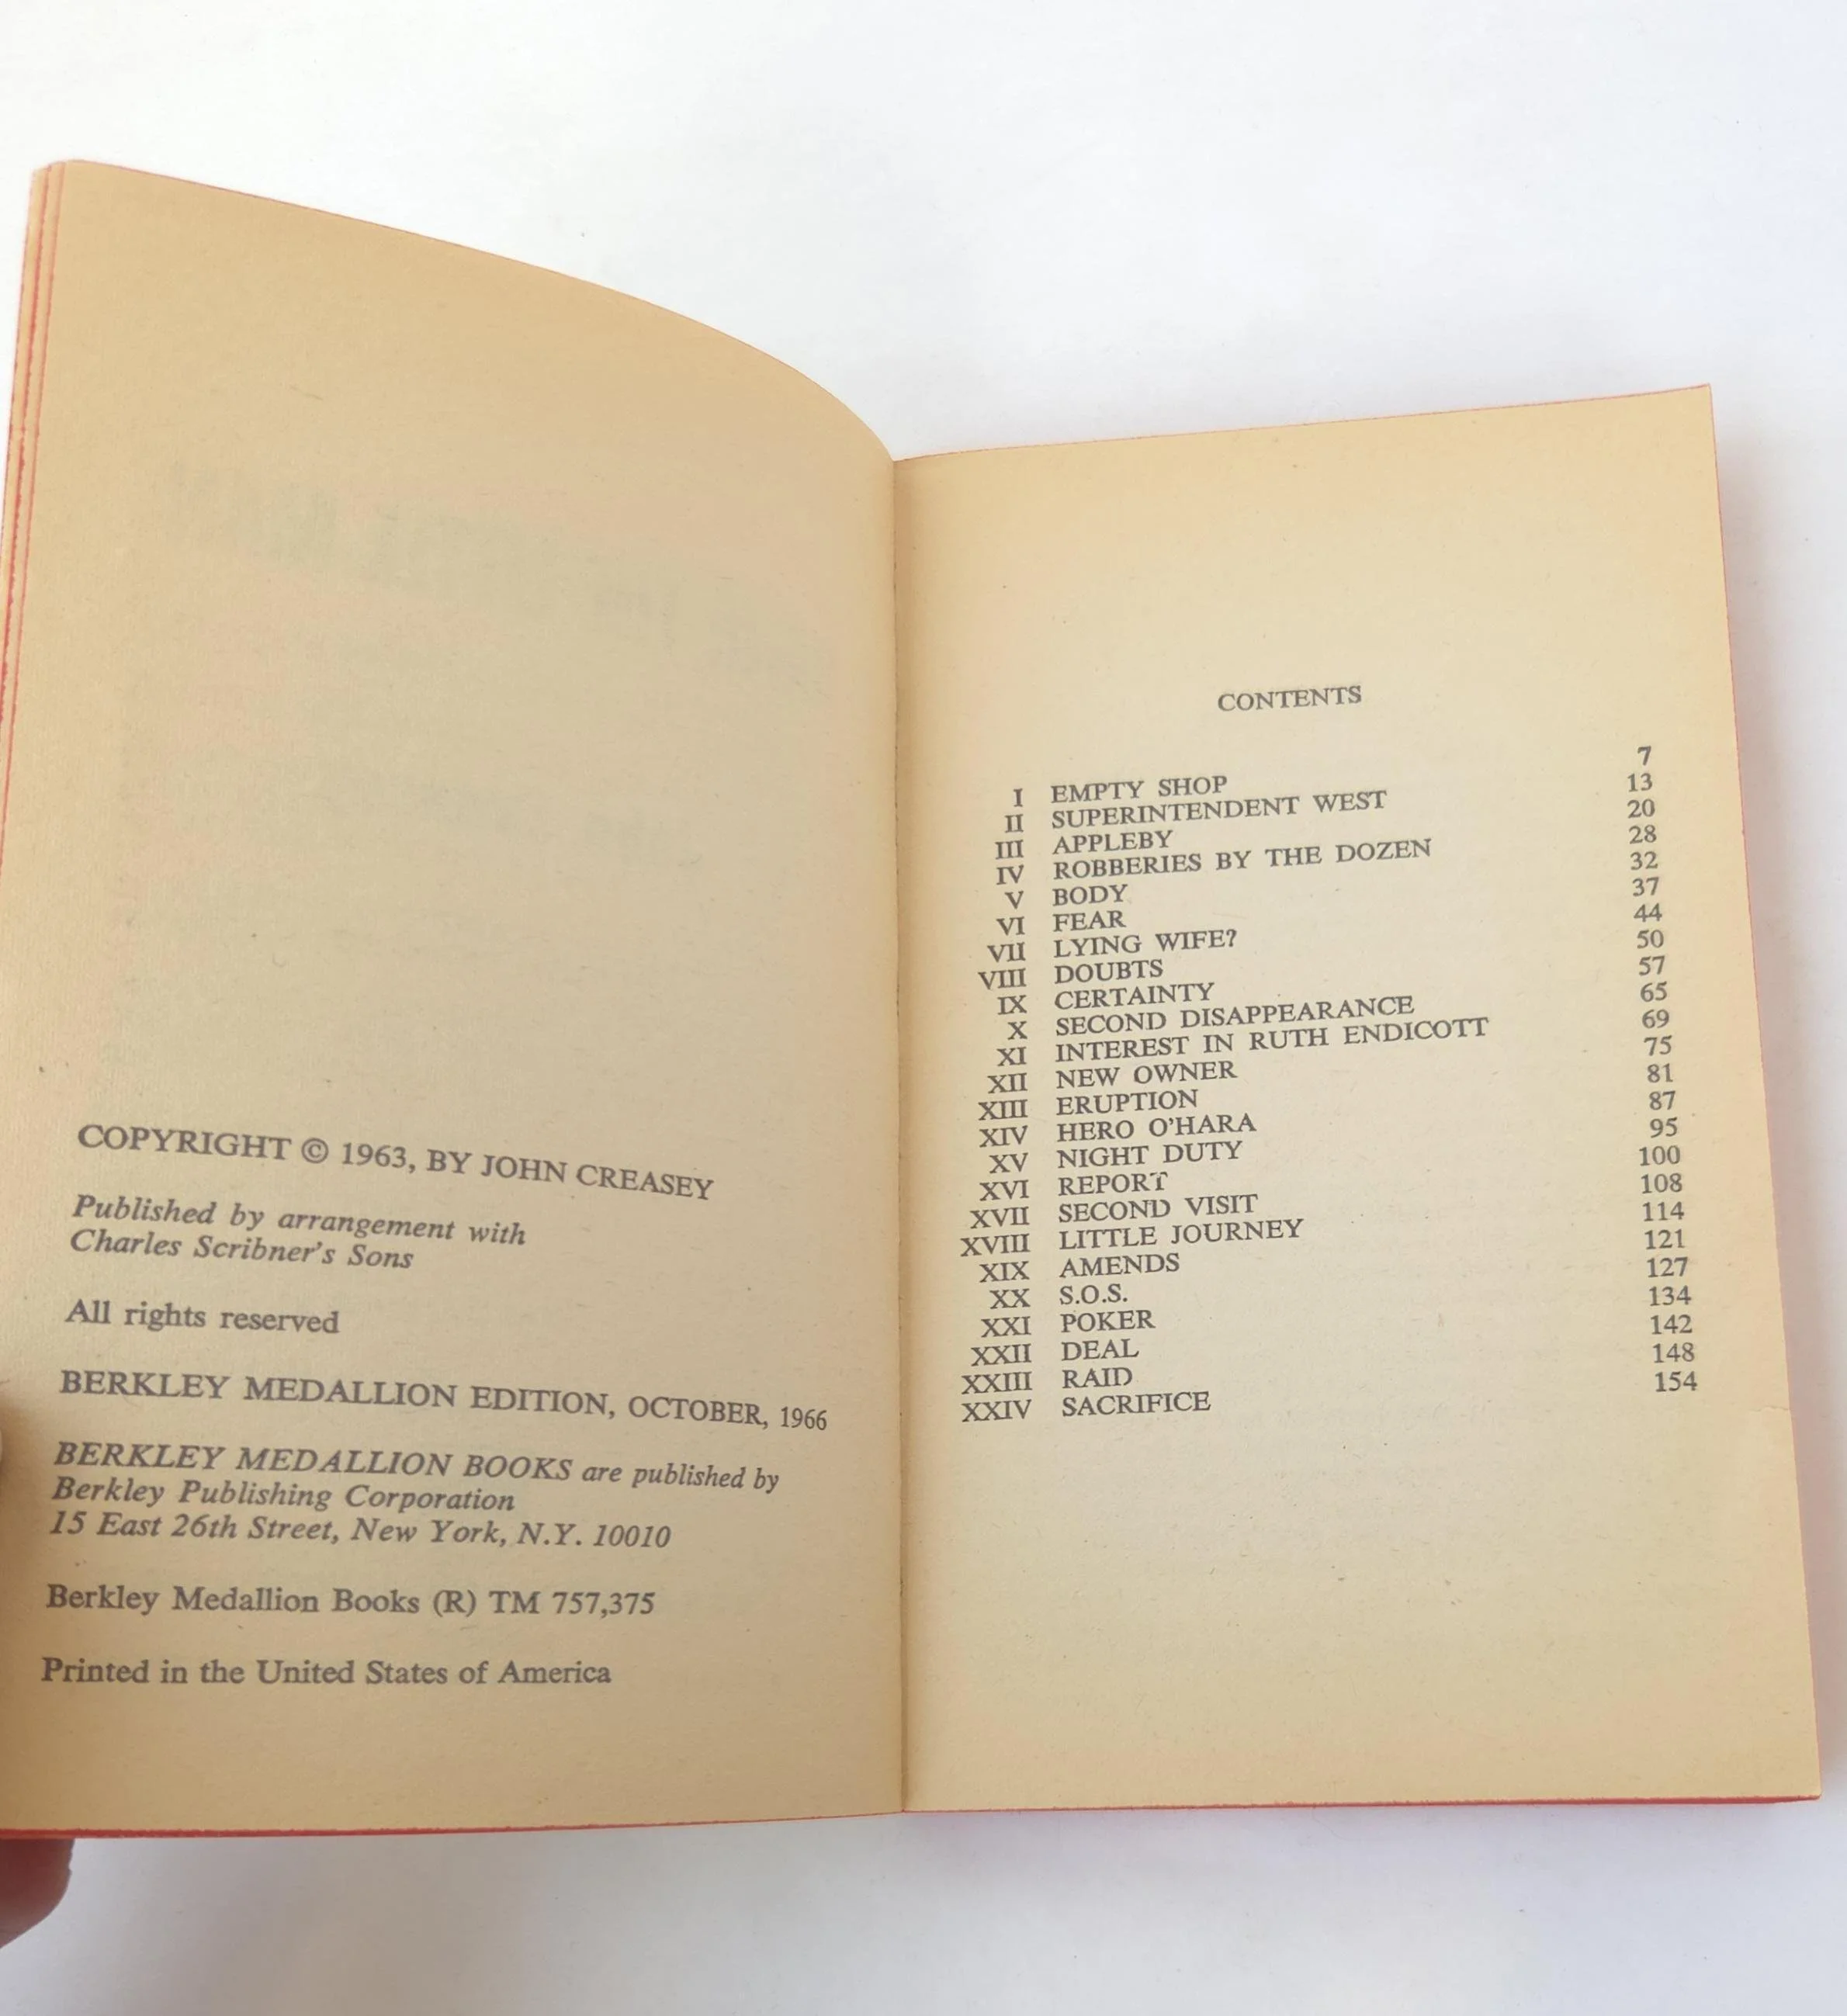 COPYRIGHT © 1963, BY JOHN CREASEY
Published by arrangement with
Charles Scribner's Sons
All rights reserved
BERKLEY MEDALLION EDITION, OCTOBER, 1966
BERKLEY MEDALLION BOOKS are published by
Berkley Publishing Corporation
15 East 26th Street, New York, N.Y. 10010
Berkley Medallion Books (R) TM 757,375
Printed in the United States of America
CONTENTS
I EMPTY SHOP 7
II SUPERINTENDENT WEST 13
III APPLEBY 20
IV ROBBERIES BY THE DOZEN 28
V BODY 32
VI FEAR 37
VII LYING WIFE? 44
VIII DOUBTS 50
IX CERTAINTY 57
X SECOND DISAPPEARANCE 65
XI INTEREST IN RUTH ENDICOTT 69
XII NEW OWNER 75
XIII ERUPTION 81
XIV HERO O'HARA 87
XV NIGHT DUTY 95
XVI REPORT 100
XVII SECOND VISIT 108
XVIII LITTLE JOURNEY 114
XIX AMENDS 121
XX S.O.S. 127
XXI POKER 134
XXII DEAL 142
XXIII RAID 148
XXIV SACRIFICE 154